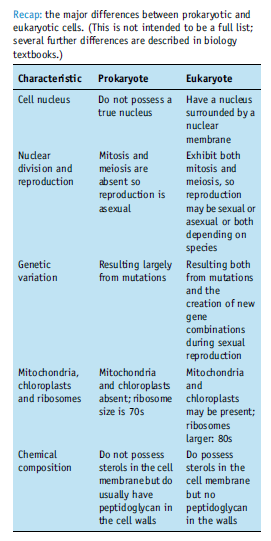 Recap: the major differences between prokaryotic and
eukaryotic cells. (This is not intended to be a full list;
several further differences are described in biology
textbooks.)
Characteristic Prokaryote Eukaryote
Cell nucleus Do not possess a Have a nucleus
true nucleus surrounded by a
nuclear
membrane
Nuclear Mitosis and Exhibit both
division and meiosis are mitosis and
reproduction absent so meiosis, so
reproduction is reproduction
asexual may be sexual or
asexual or both
depending on
species
Genetic Resulting largely Resulting both
variation from mutations from mutations
and the
creation of new
gene
combinations
during sexual
reproduction
Mitochondria, Mitochondria Mitochondria
chloroplasts and chloroplasts and
and ribosomes absent; ribosome chloroplasts
size is 70s may be present;
ribosomes
larger: 80s
Chemical Do not possess Do possess
composition sterols in the cell sterols in the
membrane but do cell membrane
usually have but no
peptidoglycan in peptidoglycan
the cell walls in the walls